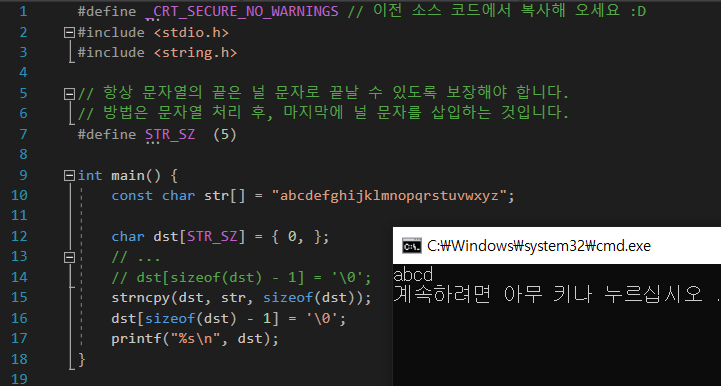 1 #define _CRT_SECURE_NO_WARNINGS // 이전 소스 코드에서 복사해 오세요 :D
2 #include <stdio.h>
3 #include <string.h>
4
5 // 항상 문자열의 끝은 널 문자로 끝날 수 있도록 보장해야 합니다.
6 // 방법은 문자열 처리 후, 마지막에 널 문자를 삽입하는 것입니다.
7 #define STR_SZ (5)
8
9 int main() {
10 const char str[] = "abcdefghijklmnopqrstuvwxyz";
11
12 char dst[STR_SZ] = { 0, };
13 // ...
14 // dst[sizeof(dst) - 1] = '\0';
15 strncpy(dst, str, sizeof(dst));
16 dst[sizeof(dst) - 1] = '\0';
17 printf("%s\n", dst);
18 }
19
C:₩Windows₩system32₩cmd.exe
abcd
계속하려면 아무 키나 누르십시오 .